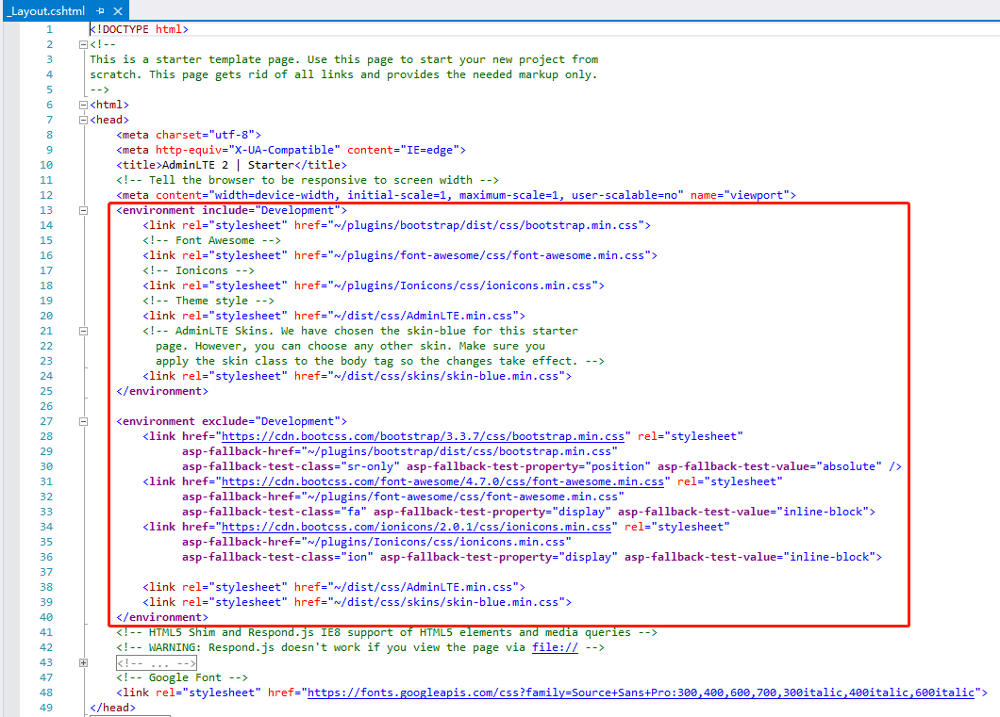 _Layout.cshtml
1 <!DOCTYPE html>
2 <!--
3 This is a starter template page. Use this page to start your new project from
4 scratch. This page gets rid of all links and provides the needed markup only.
5 -->
6 <html>
7 <head>
8 <meta charset="utf-8">
9 <meta http-equiv="X-UA-Compatible" content="IE=edge">
10 <title>AdminLTE 2 | Starter</title>
11 <!-- Tell the browser to be responsive to screen width -->
12 <meta content="width=device-width, initial-scale=1, maximum-scale=1, user-scalable=no" name="viewport">
13 <environment include="Development">
14 <link rel="stylesheet" href="~/plugins/bootstrap/dist/css/bootstrap.min.css">
15 <!-- Font Awesome -->
16 <link rel="stylesheet" href="~/plugins/font-awesome/css/font-awesome.min.css">
17 <!-- Ionicons -->
18 <link rel="stylesheet" href="~/plugins/Ionicons/css/ionicons.min.css">
19 <!-- Theme style -->
20 <link rel="stylesheet" href="~/dist/css/AdminLTE.min.css">
21 <!-- AdminLTE Skins. We have chosen the skin-blue for this starter
22 page. However, you can choose any other skin. Make sure you
23 apply the skin class to the body tag so the changes take effect. -->
24 <link rel="stylesheet" href="~/dist/css/skins/skin-blue.min.css">
25 </environment>
26
27 <environment exclude="Development">
28 <link href="https://cdn.bootcss.com/bootstrap/3.3.7/css/bootstrap.min.css" rel="stylesheet"
29 asp-fallback-href="~/plugins/bootstrap/dist/css/bootstrap.min.css"
30 asp-fallback-test-class="sr-only" asp-fallback-test-property="position" asp-fallback-test-value="absolute" />
31 <link href="https://cdn.bootcss.com/font-awesome/4.7.0/css/font-awesome.min.css" rel="stylesheet"
32 asp-fallback-href="~/plugins/font-awesome/css/font-awesome.min.css"
33 asp-fallback-test-class="fa" asp-fallback-test-property="display" asp-fallback-test-value="inline-block">
34 <link href="https://cdn.bootcss.com/ionicons/2.0.1/css/ionicons.min.css" rel="stylesheet"
35 asp-fallback-href="~/plugins/Ionicons/css/ionicons.min.css"
36 asp-fallback-test-class="ion" asp-fallback-test-property="display" asp-fallback-test-value="inline-block">
37
38 <link rel="stylesheet" href="~/dist/css/AdminLTE.min.css">
39 <link rel="stylesheet" href="~/dist/css/skins/skin-blue.min.css">
40 </environment>
41 <!-- HTML5 Shim and Respond.js IE8 support of HTML5 elements and media queries -->
42 <!-- WARNING: Respond.js doesn't work if you view the page via file:// -->
43 <!-- ... -->
47 <!-- Google Font -->
48 <link rel="stylesheet" href="https://fonts.googleapis.com/css?family=Source+Sans+Pro:300,400,600,700,300italic,400italic,600italic">
49 </head>